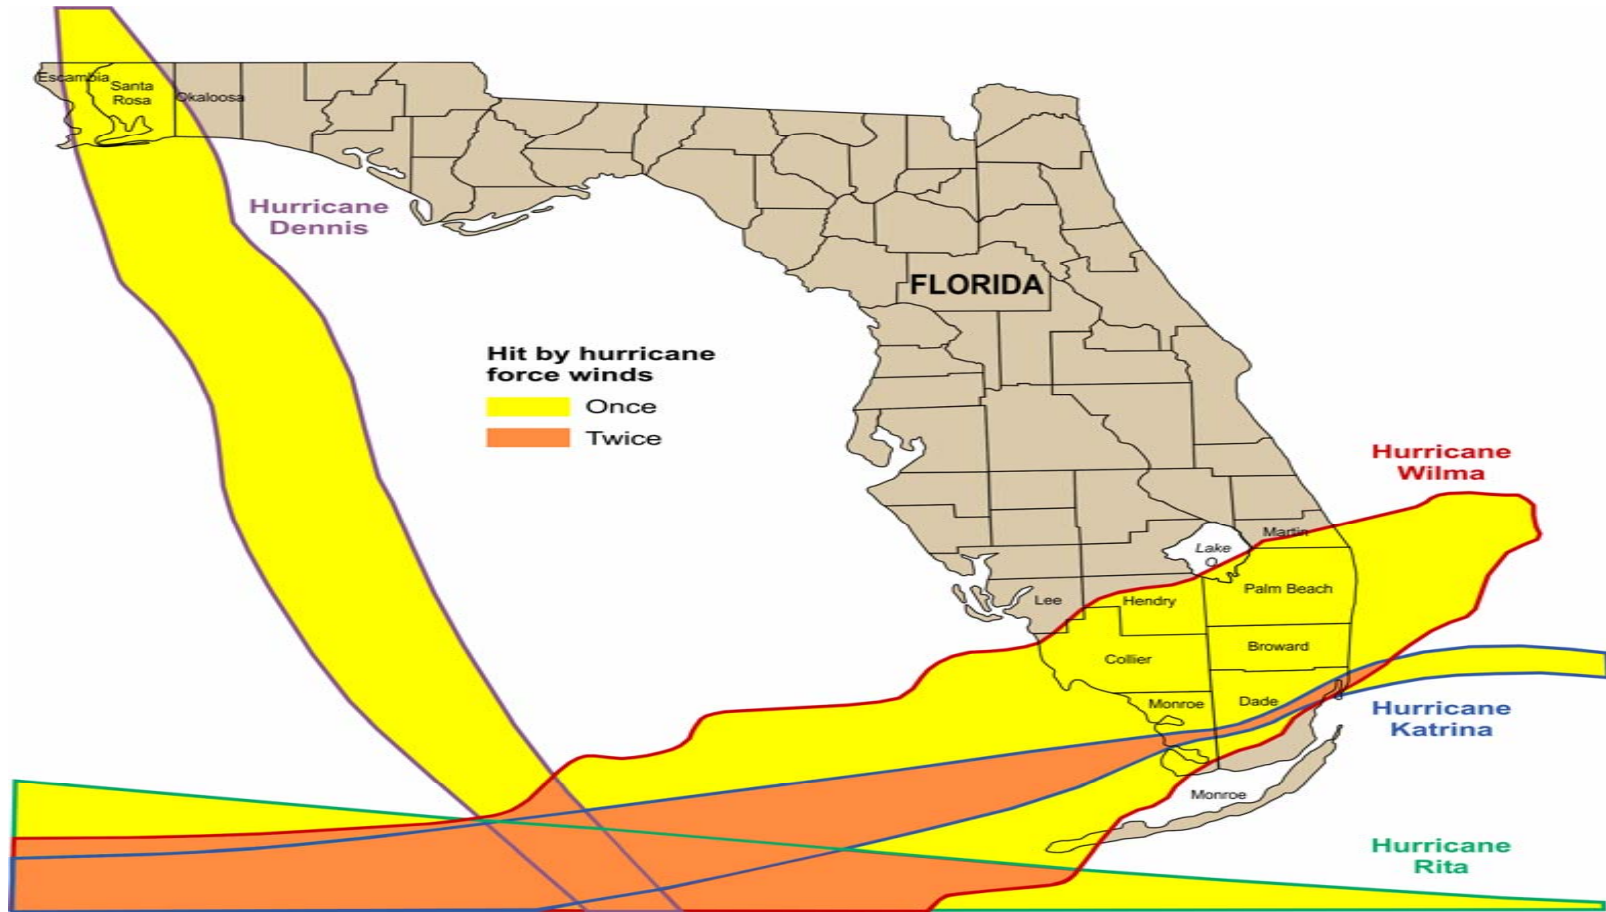 Escambia
Santa
Rosa
Okaloosa
Hurricane
Dennis
FLORIDA
Hit by hurricane
force winds
Once
Twice
Hurricane
Wilma
Martin
Lake
O
Palm Beach
Lee
Hendry
Broward
Collier
Monroe
Dade
Hurricane
Katrina
Monroe
Hurricane
Rita